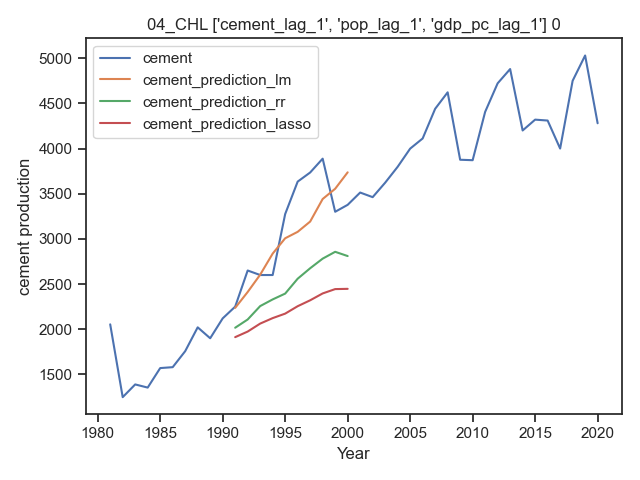 04_CHL ['cement_lag_1', 'pop_lag_1', 'gdp_pc_lag_1'] 0
cement
cement_prediction_lm
cement_prediction_rr
cement_prediction_lasso
cement production
5000
4500
4000
3500
3000
2500
2000
1500
1980 1985 1990 1995 2000 2005 2010 2015 2020
Year